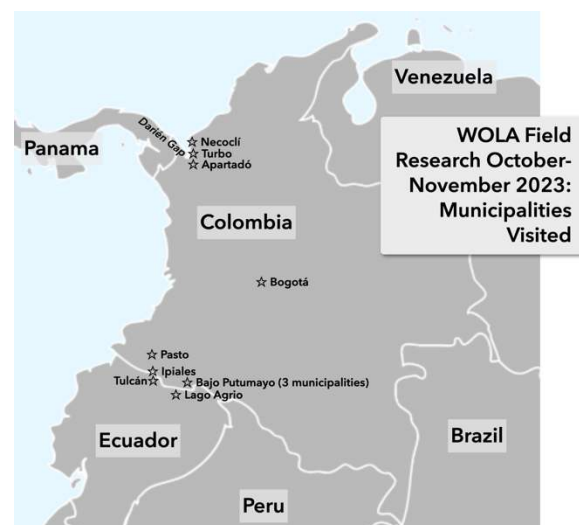 Venezuela
WOLA Field
Research October-
November 2023:
Municipalities
Visited
Darién Gap
Necoclí
Turbo
Apartadó
Panama
Colombia
Bogotá
Pasto
Ipiales
Tulcán
Bajo Putumayo (3 municipalities)
Lago Agrio
Ecuador
Brazil
Peru